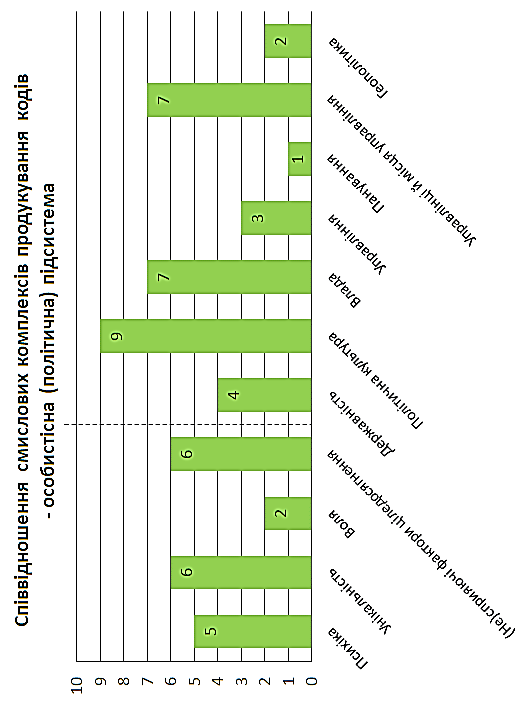 Співвідношення смислових комплексів продукування кодів
- особистісна (політична) підсистема
10
9
8
7
6
5
4
3
2
1
0
5
6
2
6
4
9
7
3
1
7
2
Психіка
Унікальність
Воля
(Не)сприяючі фактори ціледосягнення
Державність
Політична культура
Влада
Управління
Панування
Управлінці й місця управління
Геополітика